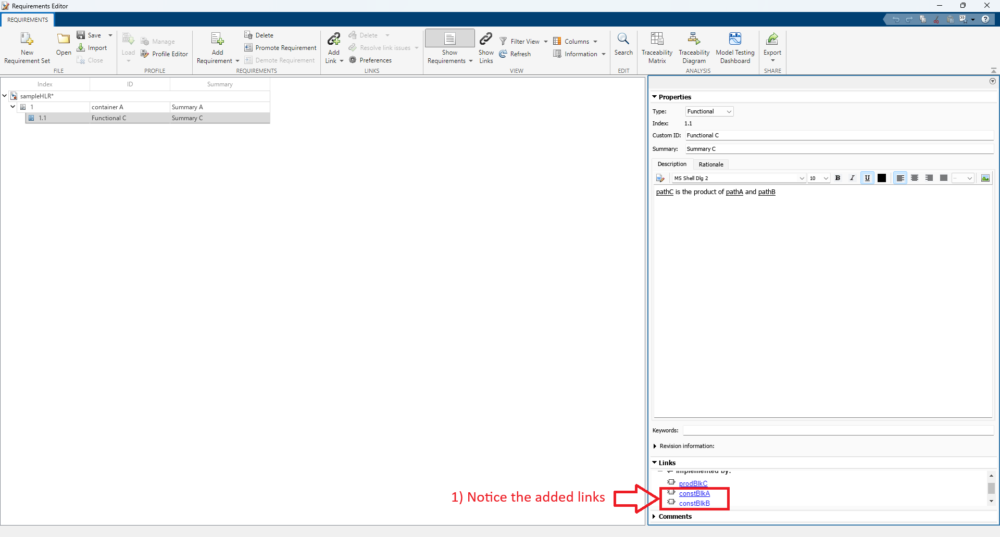 Requirements Editor
REQUIREMENTS
New
Requirement Set
Open
Save
Import
Close
FILE
Load
Manage
Profile Editor
PROFILE
Add
Requirement
Delete
Promote Requirement
Demote Requirement
REQUIREMENTS
Add
Link
Delete
Resolve link issues
Preferences
LINKS
Show
Requirements
Show
Links
Filter View
Refresh
Columns
Information
VIEW
Search
EDIT
Traceability
Matrix
Traceability
Diagram
Model Testing
Dashboard
ANALYSIS
Export
SHARE
Index ID Summary
sampleHLR*
1 container A Summary A
1.1 Functional C Summary C
Properties
Type: Functional
Index: 1.1
Custom ID: Functional C
Summary: Summary C
Description Rationale
MS Shell Dlg 2 10 B I U
pathC is the product of pathA and pathB
Keywords:
Revision information:
Links
Implemented by:
prodBlkC
constBlkA
constBlkB
1) Notice the added links
Comments